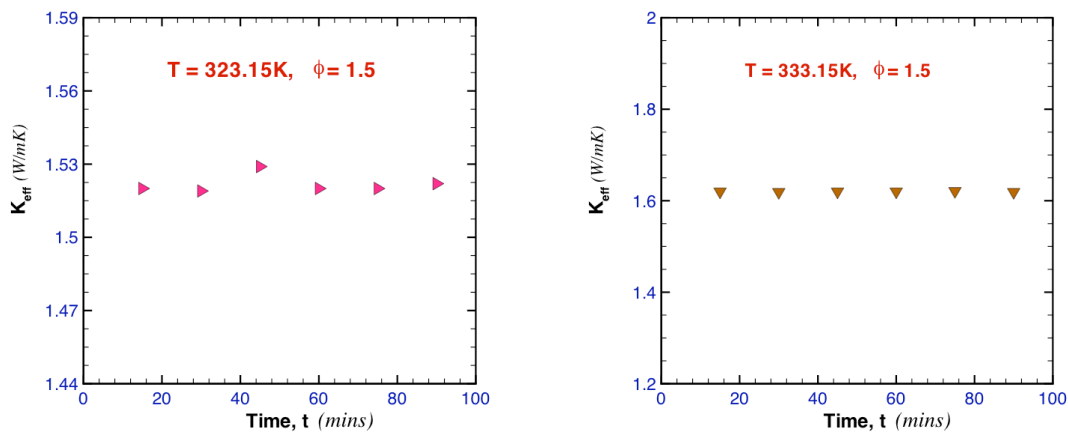 1.59
1.56
1.53
1.5
1.47
1.44
K_eff (W/mK)
T = 323.15K, ϕ = 1.5
0 20 40 60 80 100
Time, t (mins)
2
1.8
1.6
1.4
1.2
K_eff (W/mK)
T = 333.15K, ϕ = 1.5
0 20 40 60 80 100
Time, t (mins)